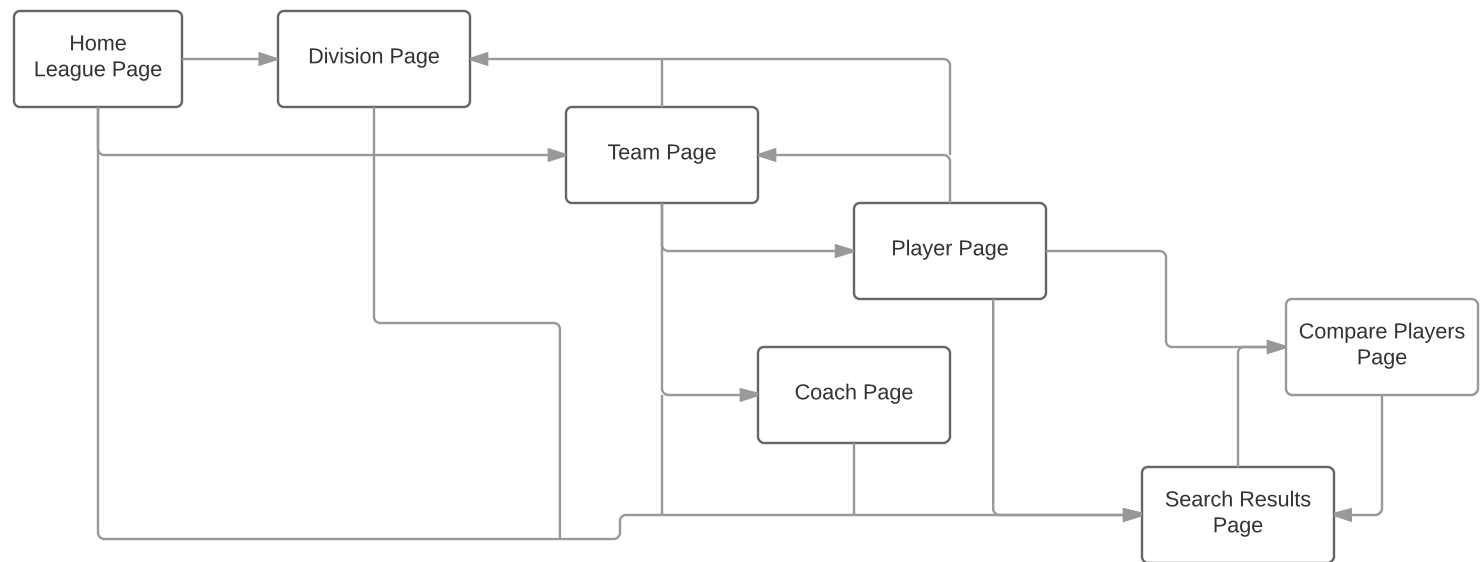 Home
League Page
Division Page
Team Page
Player Page
Compare Players
Page
Coach Page
Search Results
Page